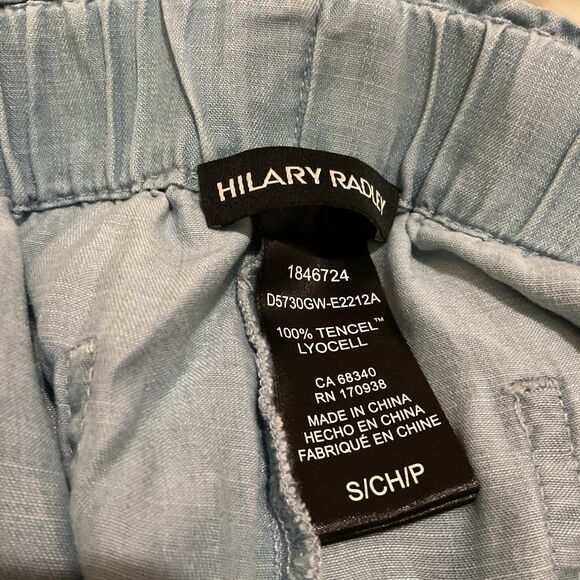 HILARY RADLEY
1846724
D5730GW-E2212A
100% TENCEL™
LYOCELL
CA 68340
RN 170938
MADE IN CHINA
HECHO EN CHINA
FABRIQUÉ EN CHINE
S/CH/P